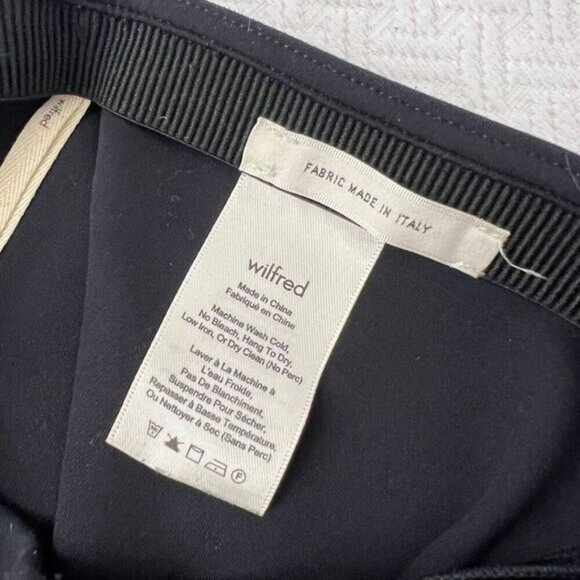 wilfred
FABRIC MADE IN ITALY
wilfred
Made in China
Fabriqué en Chine
Machine Wash Cold,
No Bleach, Hang To Dry,
Low Iron, Or Dry Clean (No Perc)
Laver à La Machine à
L'eau Froide,
Pas De Blanchiment,
Suspendre Pour Sécher,
Repasser à Basse Température,
Ou Nettoyer à Sec (Sans Perc)
F